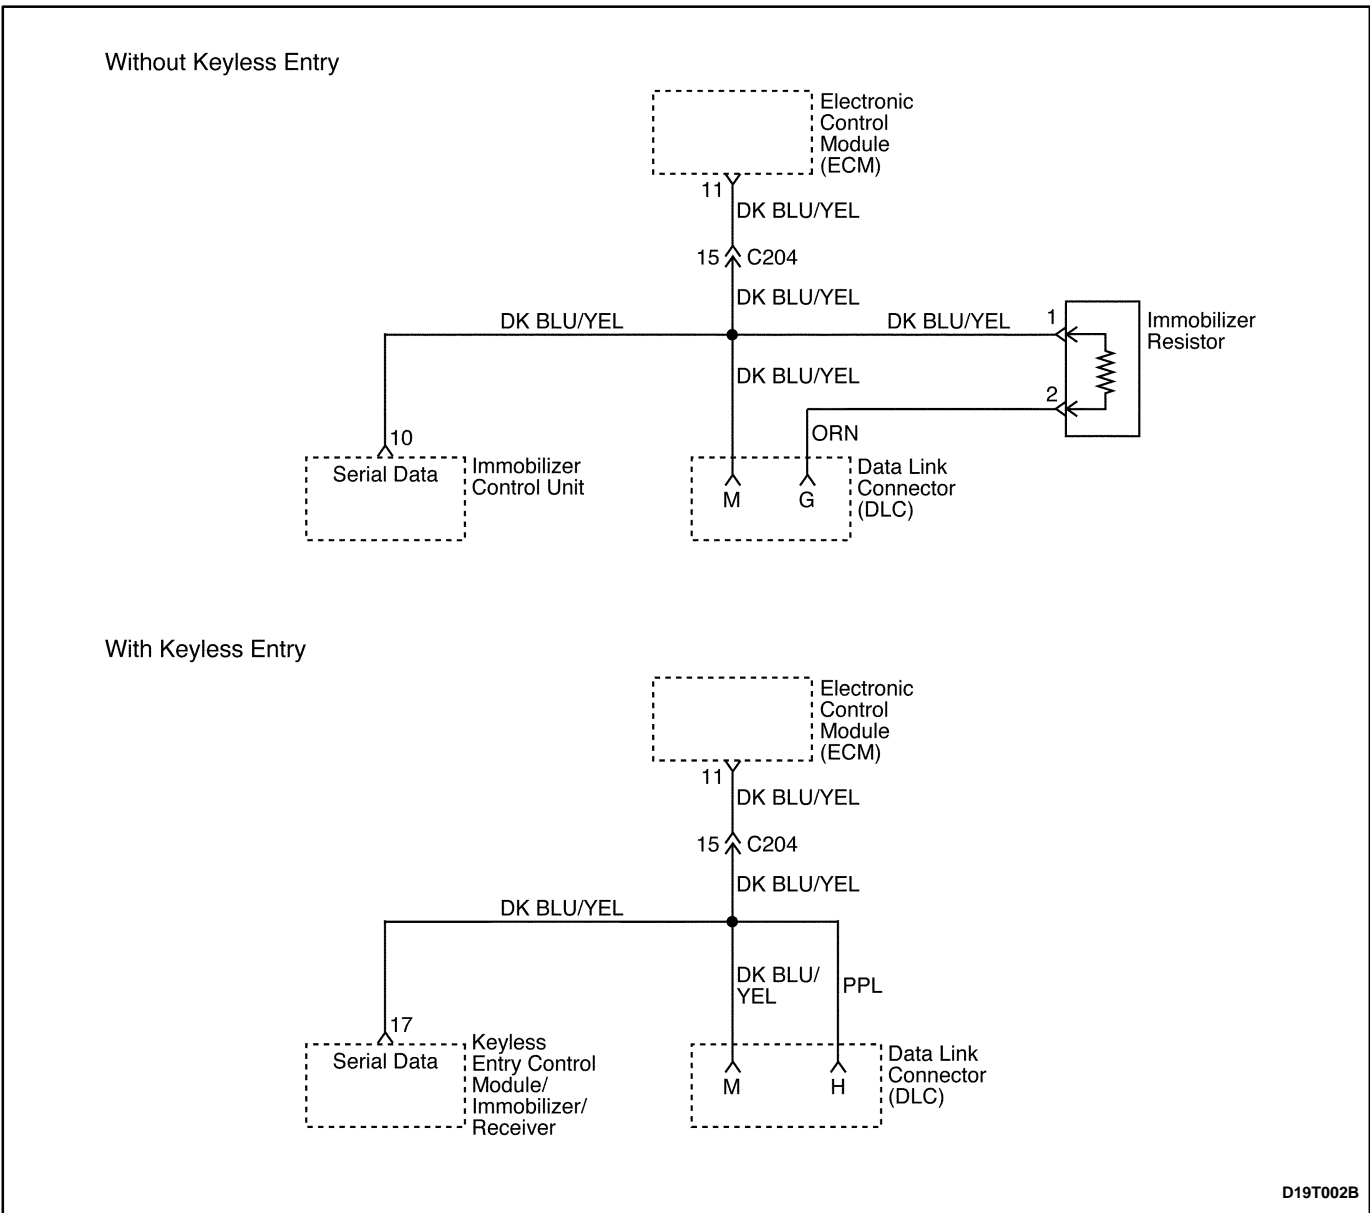 Without Keyless Entry
Electronic
Control
Module
(ECM)
11
DK BLU/YEL
15
C204
DK BLU/YEL
DK BLU/YEL
DK BLU/YEL
1
Immobilizer
Resistor
DK BLU/YEL
2
ORN
10
Serial Data
Immobilizer
Control Unit
M
G
Data Link
Connector
(DLC)
With Keyless Entry
Electronic
Control
Module
(ECM)
11
DK BLU/YEL
15
C204
DK BLU/YEL
DK BLU/YEL
DK BLU/
YEL
PPL
17
Serial Data
Keyless
Entry Control
Module/
Immobilizer/
Receiver
M
H
Data Link
Connector
(DLC)
D19T002B